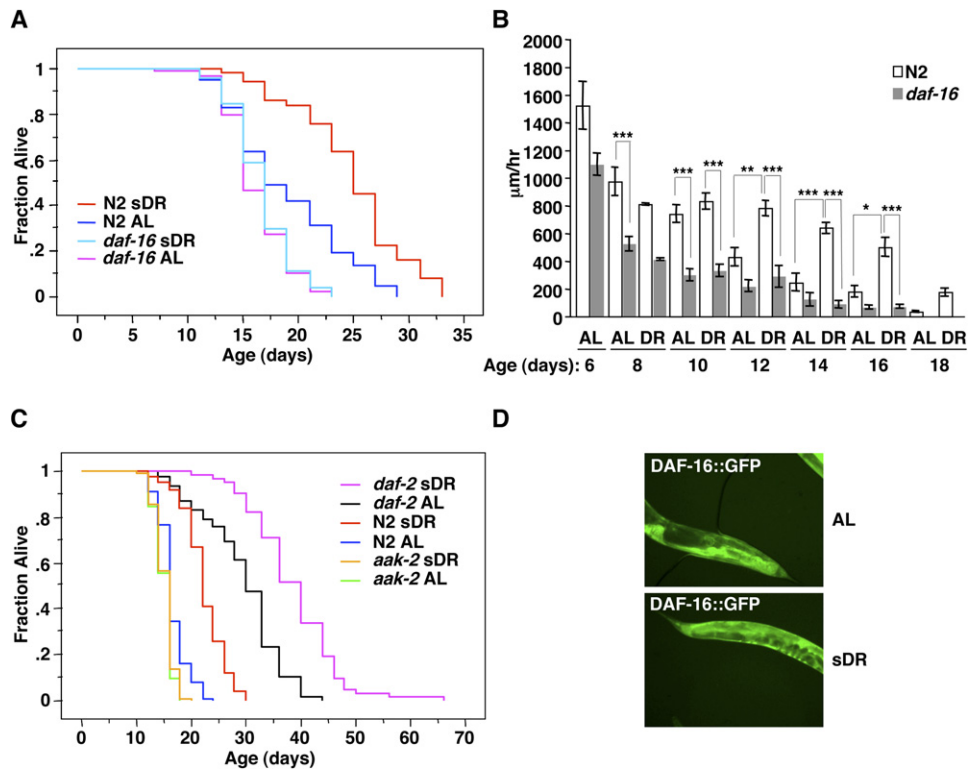 A
Fraction Alive
1
.8
.6
.4
.2
0
N2 sDR
N2 AL
daf-16 sDR
daf-16 AL
0 5 10 15 20 25 30 35
Age (days)
B
μm/hr
2000
1800
1600
1400
1200
1000
800
600
400
200
0
N2
daf-16
*** *** *** ** *** *** *** * ***
AL AL DR AL DR AL DR AL DR AL DR AL DR
Age (days): 6 8 10 12 14 16 18
C
Fraction Alive
1
.8
.6
.4
.2
0
daf-2 sDR
daf-2 AL
N2 sDR
N2 AL
aak-2 sDR
aak-2 AL
0 10 20 30 40 50 60 70
Age (days)
D
DAF-16::GFP
AL
DAF-16::GFP
sDR